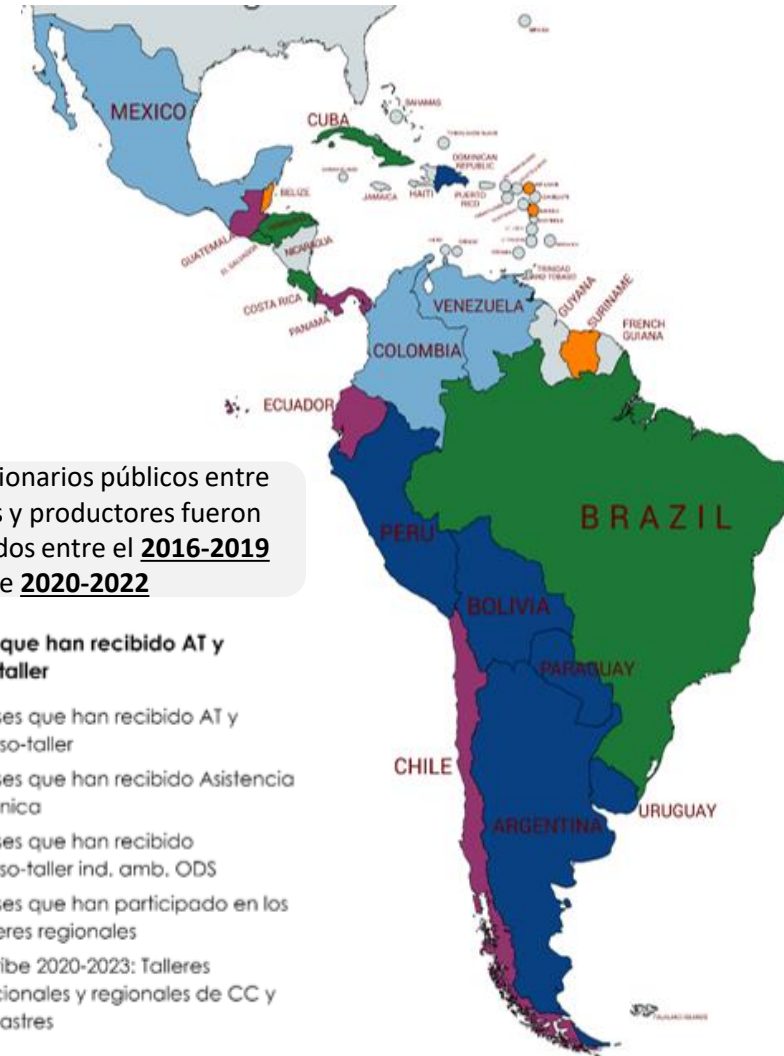 MEXICO
CUBA
BAHAMAS
DOMINICAN
REPUBLIC
PUERTO
RICO
HAITI
JAMAICA
BELIZE
GUATEMALA
EL SALVADOR
NICARAGUA
COSTA RICA
PANAMA
TRINIDAD
AND TOBAGO
VENEZUELA
GUYANA
SURINAME
FRENCH
GUIANA
COLOMBIA
ECUADOR
BRAZIL
PERU
BOLIVIA
PARAGUAY
CHILE
URUGUAY
ARGENTINA
FALKLAND ISLANDS
ionarios públicos entre
s y productores fueron
dos entre el 2016-2019
e 2020-2022
que han recibido AT y
taller
ses que han recibido AT y
so-taller
ses que han recibido Asistencia
nica
ses que han recibido
so-taller ind. amb. ODS
ses que han participado en los
eres regionales
ribe 2020-2023: Talleres
cionales y regionales de CC y
astres